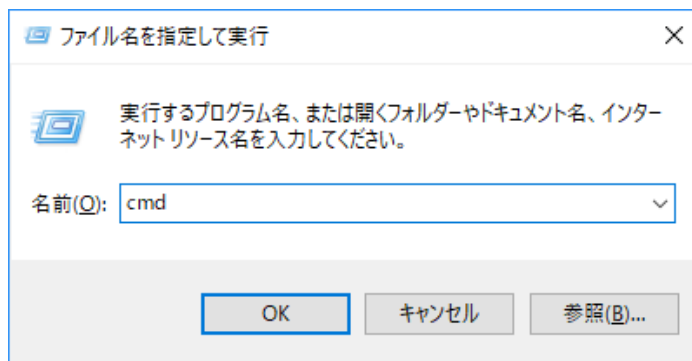 ファイル名を指定して実行
実行するプログラム名、または開くフォルダーやドキュメント名、インター
ネット リソース名を入力してください。
名前(O): cmd
OK キャンセル 参照(B)...